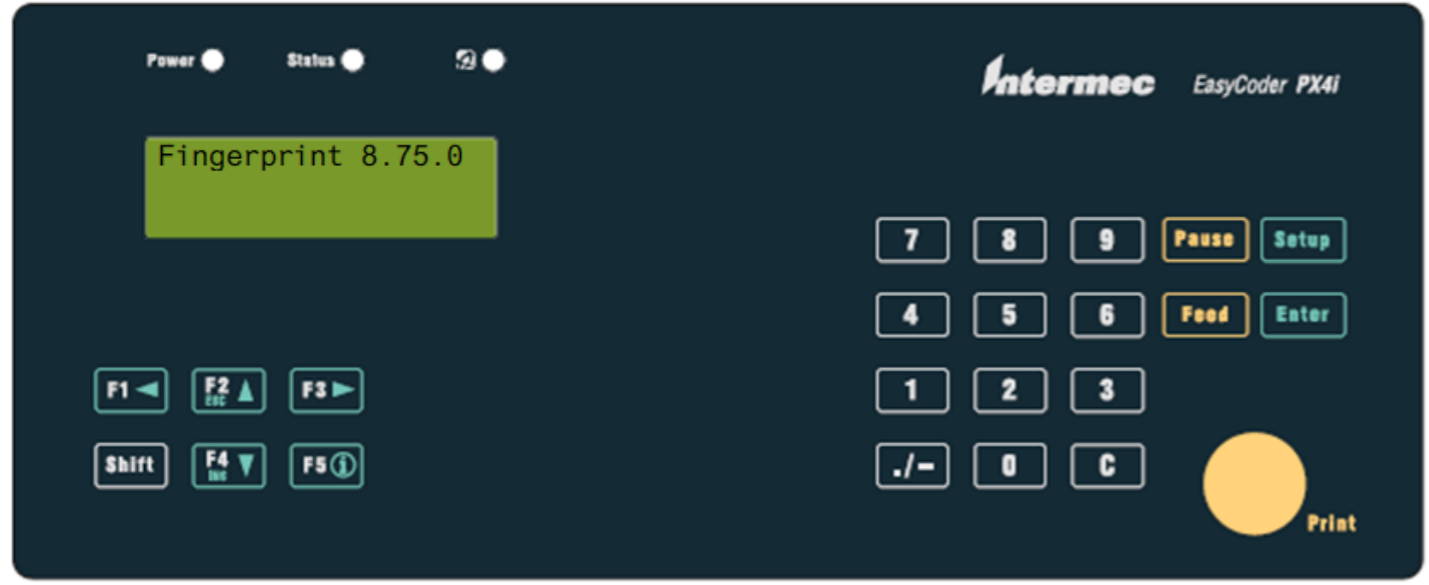 Power
Status
Intermec
EasyCoder PX4i
Fingerprint 8.75.0
7 8 9 Pause Setup
4 5 6 Feed Enter
F1 F2 ESC F3
1 2 3
Shift F4 F5 i
./- 0 C
Print